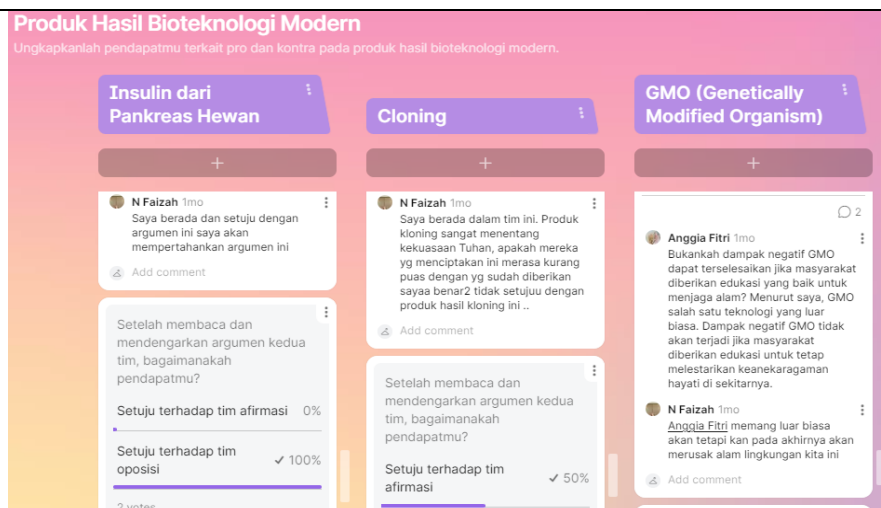 Produk Hasil Bioteknologi Modern
Ungkapkanlah pendapatmu terkait pro dan kontra pada produk hasil bioteknologi modern.
Insulin dari
Pankreas Hewan
+
N Faizah 1mo
Saya berada dan setuju dengan
argumen ini saya akan
mempertahankan argumen ini
Add comment
Setelah membaca dan
mendengarkan argumen kedua
tim, bagaimanakah
pendapatmu?
Setuju terhadap tim afirmasi 0%
Setuju terhadap tim
oposisi
✓ 100%
2 votes
Cloning
+
N Faizah 1mo
Saya berada dalam tim ini. Produk
kloning sangat menentang
kekuasaan Tuhan, apakah mereka
yg menciptakan ini merasa kurang
puas dengan yg sudah diberikan
sayaa benar2 tidak setujuu dengan
produk hasil kloning ini ..
Add comment
Setelah membaca dan
mendengarkan argumen kedua
tim, bagaimanakah
pendapatmu?
Setuju terhadap tim
afirmasi
✓ 50%
GMO (Genetically
Modified Organism)
+
2
Anggia Fitri 1mo
Bukankah dampak negatif GMO
dapat terselesaikan jika masyarakat
diberikan edukasi yang baik untuk
menjaga alam? Menurut saya, GMO
salah satu teknologi yang luar
biasa. Dampak negatif GMO tidak
akan terjadi jika masyarakat
diberikan edukasi untuk tetap
melestarikan keanekaragaman
hayati di sekitarnya.
N Faizah 1mo
Anggia Fitri memang luar biasa
akan tetapi kan pada akhirnya akan
merusak alam lingkungan kita ini
Add comment